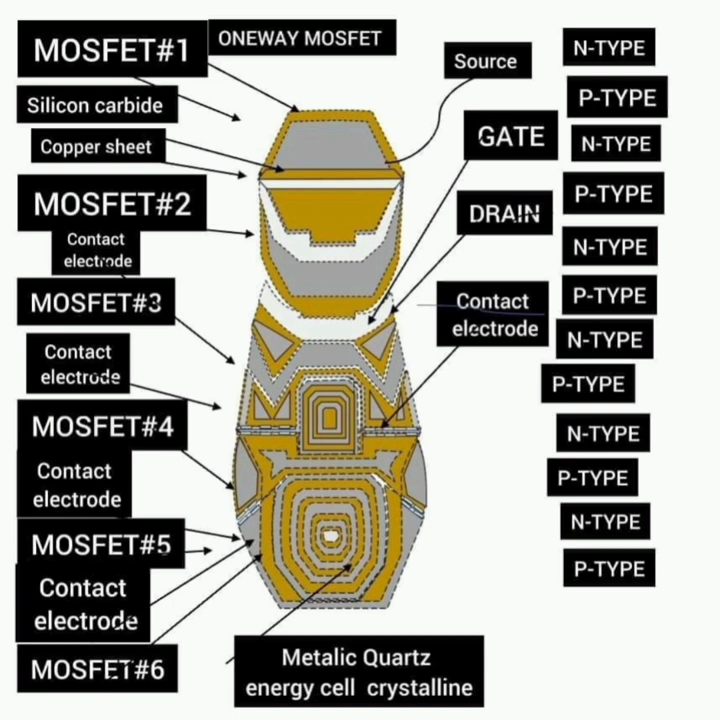 MOSFET#1
ONEWAY MOSFET
Source
N-TYPE
P-TYPE
Silicon carbide
Copper sheet
GATE
N-TYPE
MOSFET#2
DRAIN
P-TYPE
Contact
electrode
N-TYPE
MOSFET#3
Contact
electrode
P-TYPE
N-TYPE
Contact
electrode
P-TYPE
MOSFET#4
N-TYPE
Contact
electrode
P-TYPE
MOSFET#5
N-TYPE
Contact
electrode
P-TYPE
MOSFET#6
Metalic Quartz
energy cell crystalline